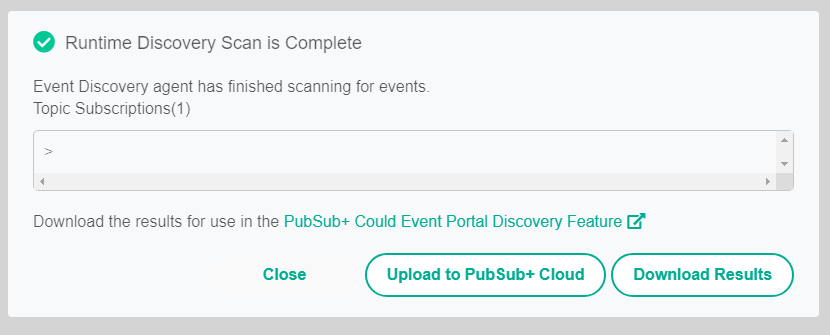 Runtime Discovery Scan is Complete
Event Discovery agent has finished scanning for events.
Topic Subscriptions(1)
>
Download the results for use in the PubSub+ Could Event Portal Discovery Feature
Close Upload to PubSub+ Cloud Download Results